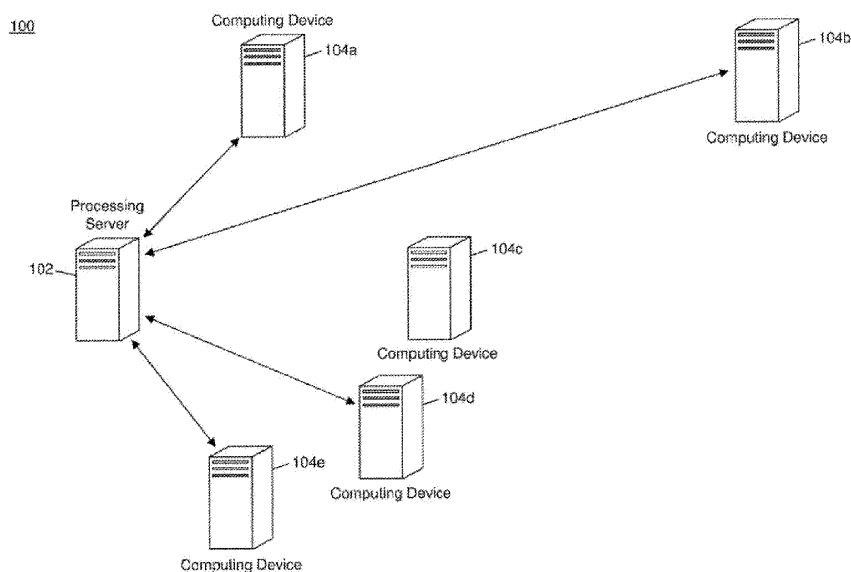 100
Computing Device
104a
104b
Computing Device
Processing
Server
102
104c
Computing Device
104d
Computing Device
104e
Computing Device